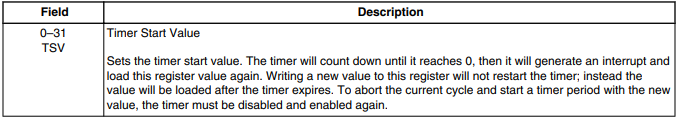 Field Description
0–31 Timer Start Value
TSV
Sets the timer start value. The timer will count down until it reaches 0, then it will generate an interrupt and
load this register value again. Writing a new value to this register will not restart the timer; instead the
value will be loaded after the timer expires. To abort the current cycle and start a timer period with the new
value, the timer must be disabled and enabled again.